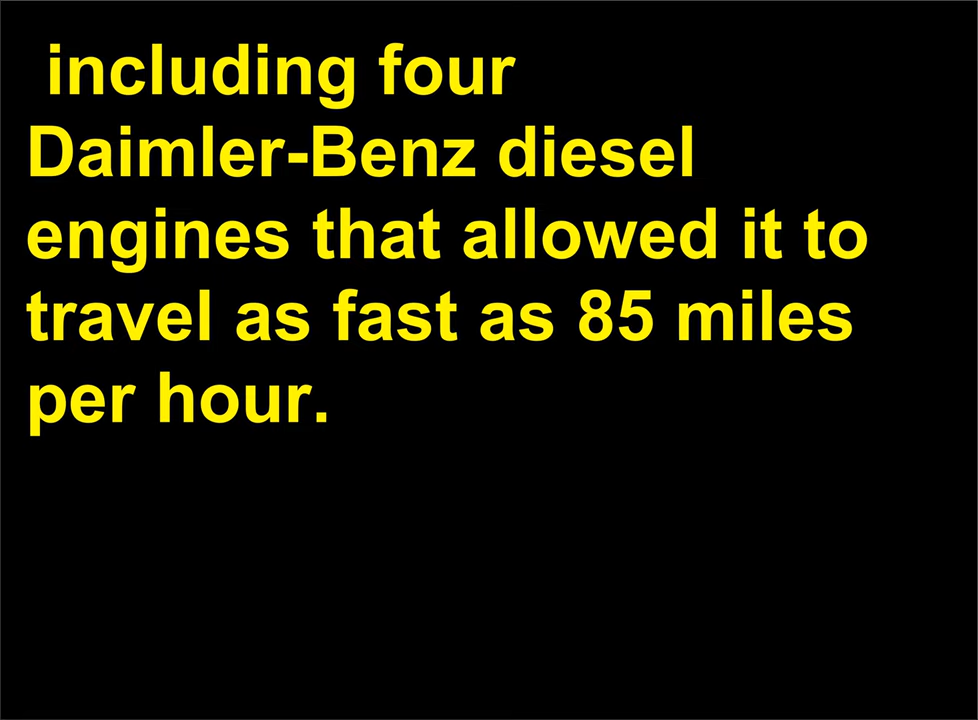 including four
Daimler-Benz diesel
engines that allowed it to
travel as fast as 85 miles
per hour.